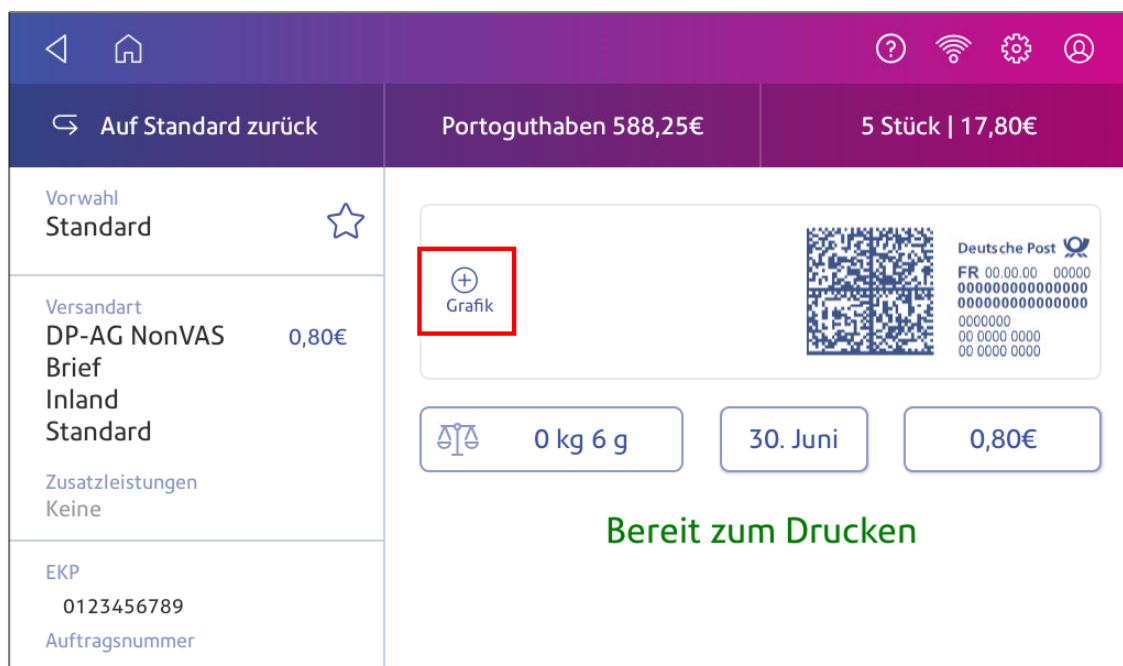 Auf Standard zurück
Portoguthaben 588,25€
5 Stück | 17,80€
Vorwahl
Standard
Versandart
DP-AG NonVAS 0,80€
Brief
Inland
Standard
Zusatzleistungen
Keine
EKP
0123456789
Auftragsnummer
Grafik
Deutsche Post
FR 00.00.00 00000
000000000000000
000000000000000
0000000
00 0000 0000
00 0000 0000
0 kg 6 g
30. Juni
0,80€
Bereit zum Drucken